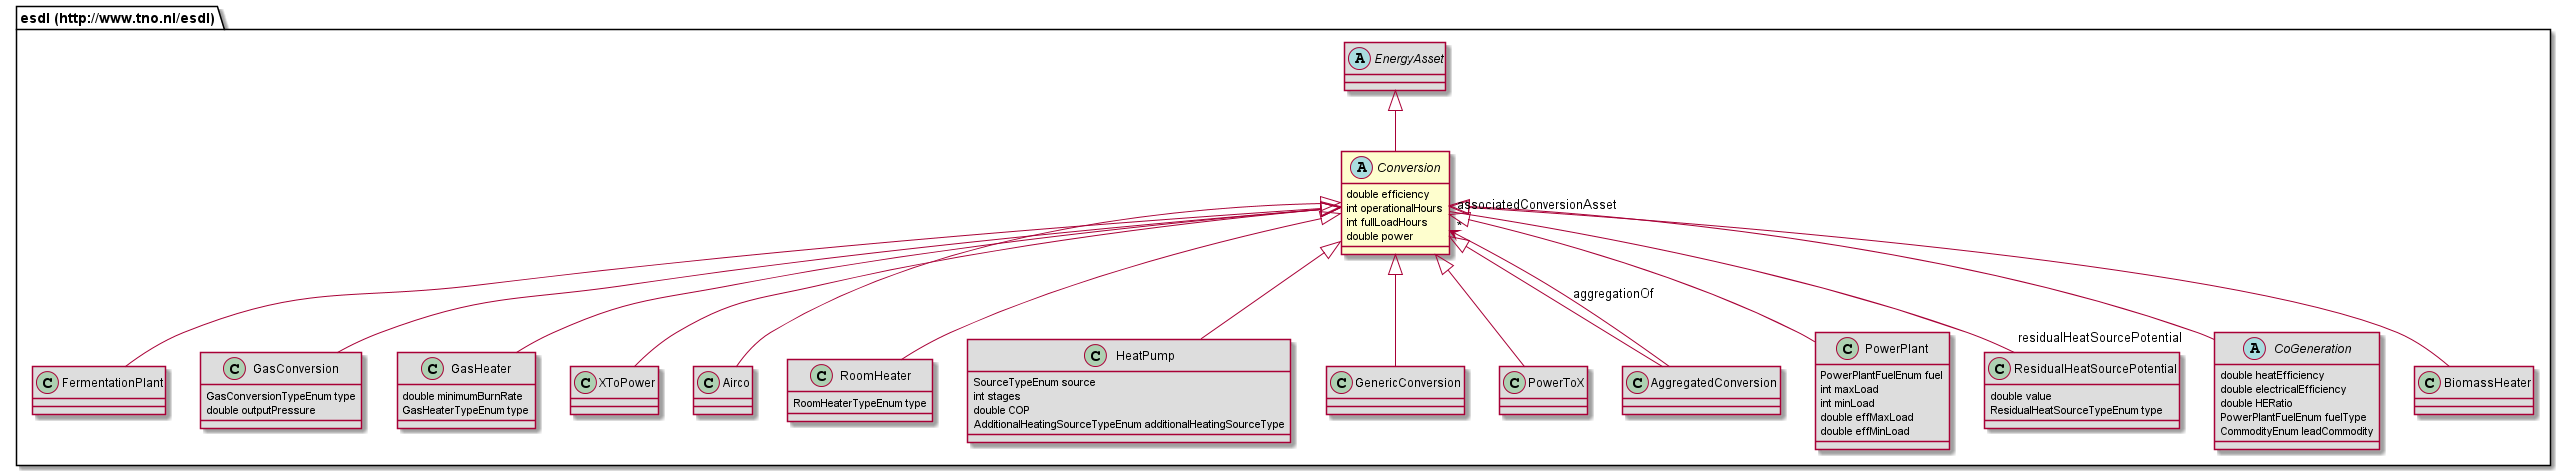 esdl (http://www.tno.nl/esdl)
A EnergyAsset
A Conversion
double efficiency
int operationalHours
int fullLoadHours
double power
associatedConversionAsset
*
aggregationOf
residualHeatSourcePotential
C FermentationPlant
C GasConversion
GasConversionTypeEnum type
double outputPressure
C GasHeater
double minimumBurnRate
GasHeaterTypeEnum type
C XToPower
C Airco
C RoomHeater
RoomHeaterTypeEnum type
C HeatPump
SourceTypeEnum source
int stages
double COP
AdditionalHeatingSourceTypeEnum additionalHeatingSourceType
C GenericConversion
C PowerToX
C AggregatedConversion
C PowerPlant
PowerPlantFuelEnum fuel
int maxLoad
int minLoad
double effMaxLoad
double effMinLoad
C ResidualHeatSourcePotential
double value
ResidualHeatSourceTypeEnum type
A CoGeneration
double heatEfficiency
double electricalEfficiency
double HERatio
PowerPlantFuelEnum fuelType
CommodityEnum leadCommodity
C BiomassHeater